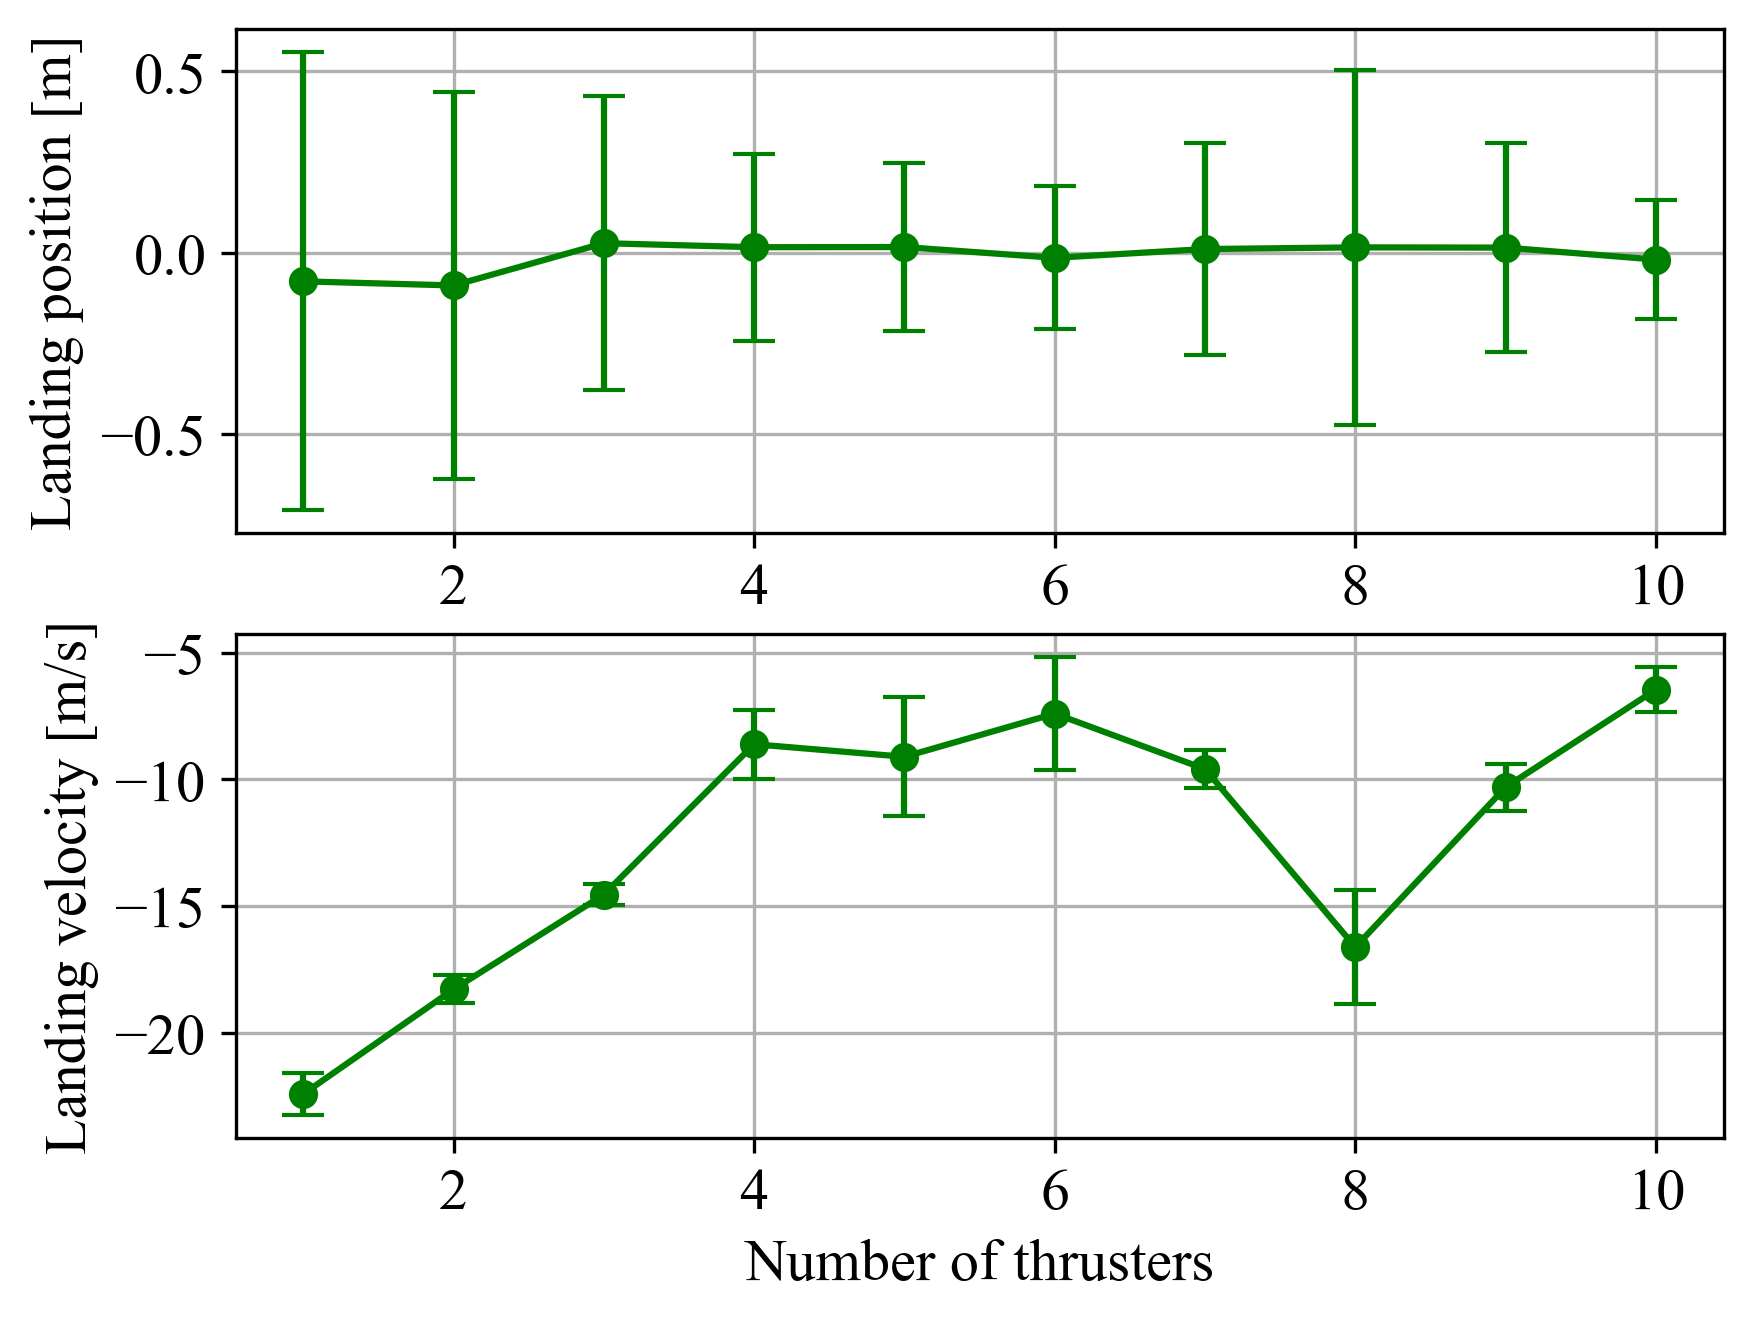 Landing position [m]
0.5
0.0
−0.5
2 4 6 8 10
Landing velocity [m/s]
−5
−10
−15
−20
2 4 6 8 10
Number of thrusters